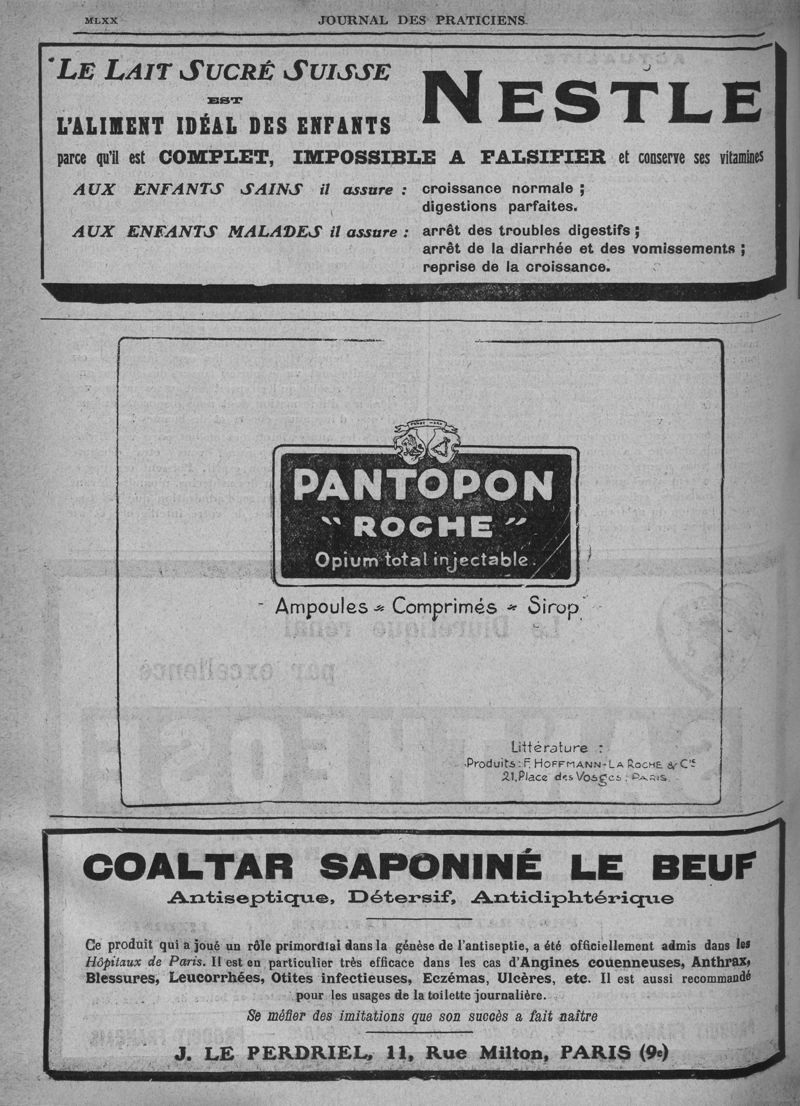 MLXX
JOURNAL DES PRATICIENS
LE LAIT SUCRÉ SUISSE
EST
L'ALIMENT IDÉAL DES ENFANTS
NESTLE
parce qu'il est COMPLET, IMPOSSIBLE A FALSIFIER et conserve ses vitamines
AUX ENFANTS SAINS il assure : croissance normale ;
digestions parfaites.
AUX ENFANTS MALADES il assure : arrêt des troubles digestifs ;
arrêt de la diarrhée et des vomissements ;
reprise de la croissance.
PANTOPON
"ROCHE"
Opium total injectable.
Ampoules » Comprimés » Sirop
Littérature :
Produits : F. HOFFMANN-LA ROCHE & Cie
21, Place des Vosges, PARIS
COALTAR SAPONINÉ LE BEUF
Antiseptique, Détersif, Antidiphtérique
Ce produit qui a joué un rôle primordial dans la génèse de l'antiseptie, a été officiellement admis dans les
Hôpitaux de Paris. Il est en particulier très efficace dans les cas d'Angines couenneuses, Anthrax,
Blessures, Leucorrhées, Otites infectieuses, Eczémas, Ulcères, etc. Il est aussi recommandé
pour les usages de la toilette journalière.
Se méfier des imitations que son succès a fait naître
J. LE PERDRIEL, 11, Rue Milton, PARIS (9e)